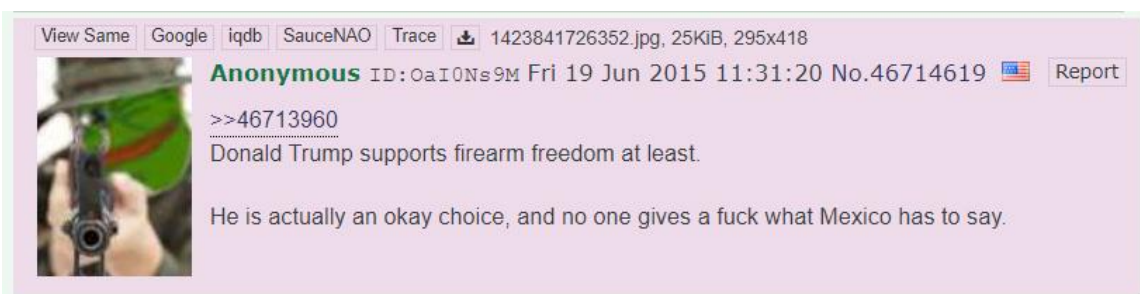 View Same Google iqdb SauceNAO Trace 1423841726352.jpg, 25KiB, 295x418
Anonymous ID:OaI0Ns9M Fri 19 Jun 2015 11:31:20 No.46714619 Report
>>46713960
Donald Trump supports firearm freedom at least.
He is actually an okay choice, and no one gives a fuck what Mexico has to say.